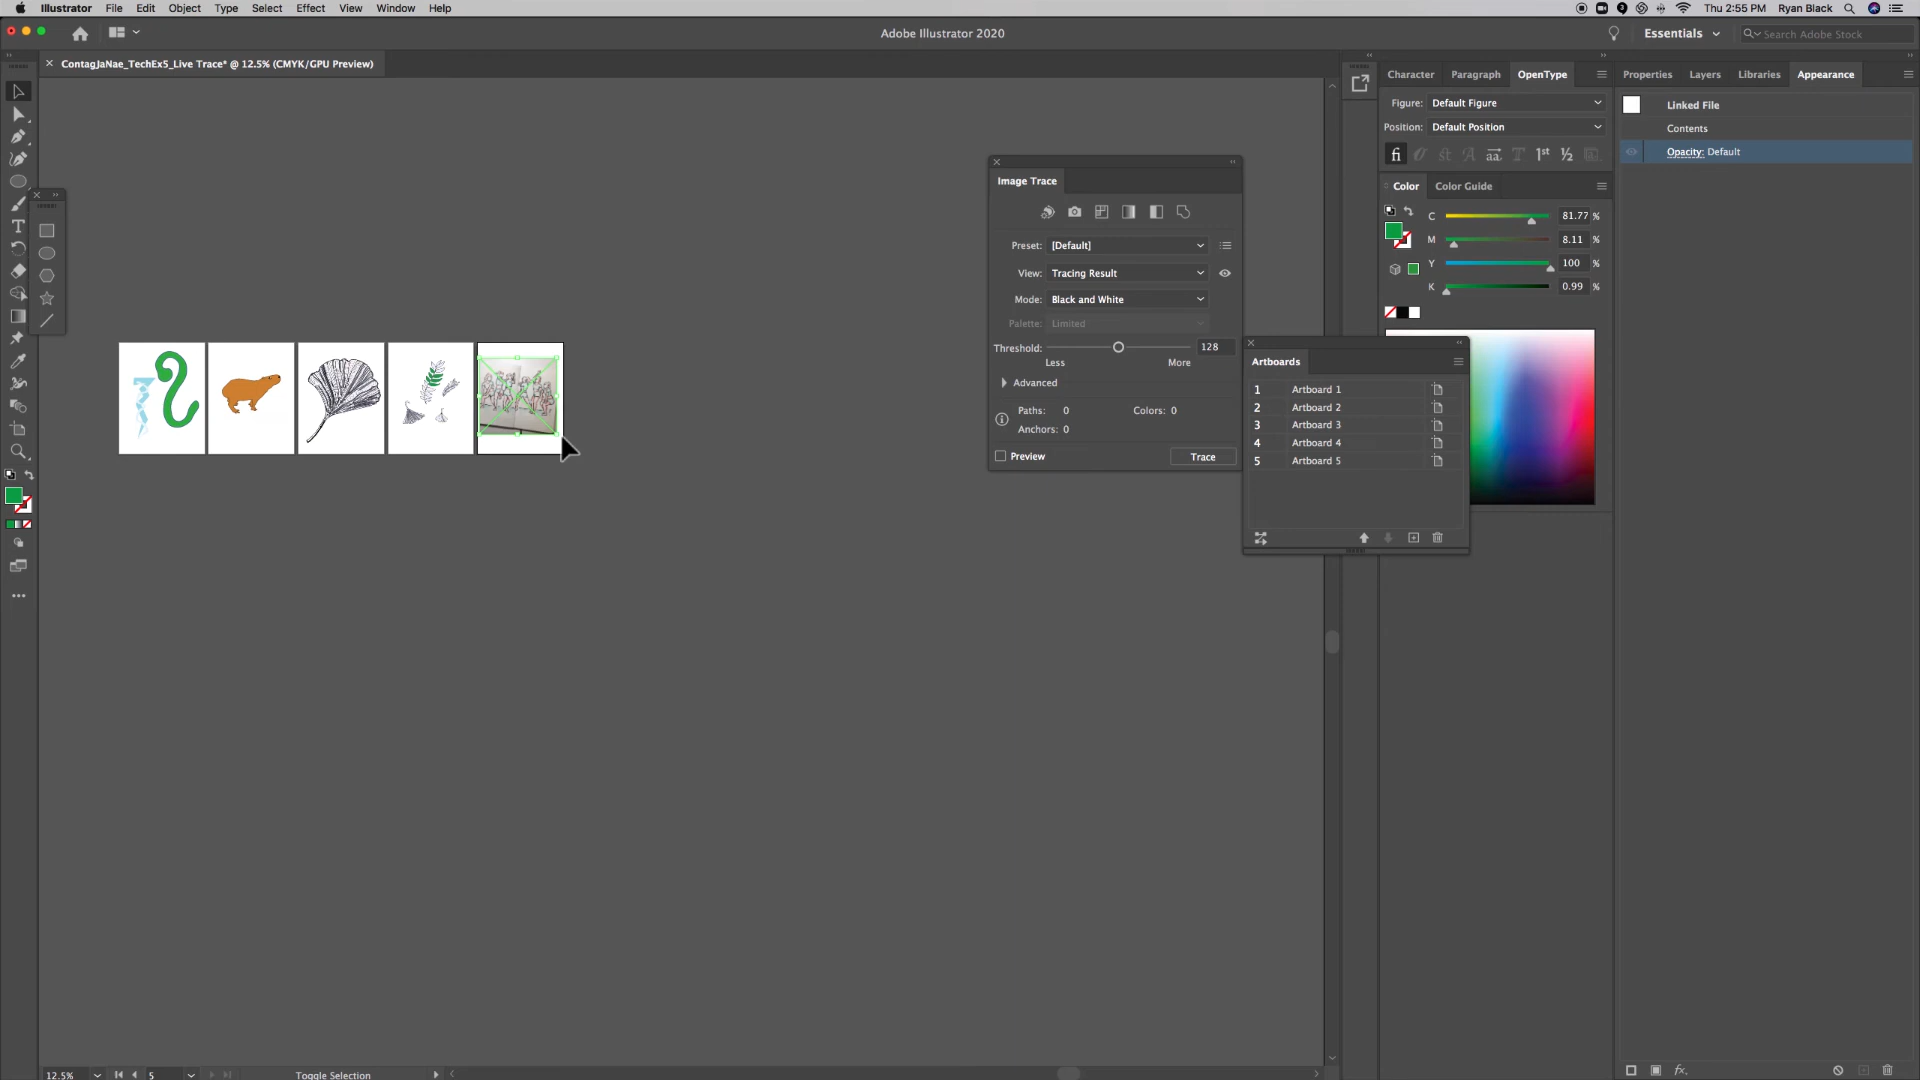 Illustrator File Edit Object Type Select Effect View Window Help
Thu 2:55 PM Ryan Black
Adobe Illustrator 2020
Essentials
Search Adobe Stock
ContagJaNae_TechEx5_Live Trace* @ 12.5% (CMYK/GPU Preview)
Character Paragraph OpenType
Properties Layers Libraries Appearance
Figure: Default Figure
Position: Default Position
Linked File
Contents
Opacity: Default
Color Color Guide
C 81.77 %
M 8.11 %
Y 100 %
K 0.99 %
Image Trace
Preset: [Default]
View: Tracing Result
Mode: Black and White
Palette: Limited
Threshold: 128
Less More
Advanced
Paths: 0 Colors: 0
Anchors: 0
Preview Trace
Artboards
1 Artboard 1
2 Artboard 2
3 Artboard 3
4 Artboard 4
5 Artboard 5
12.5% 5 Toggle Selection
fx.